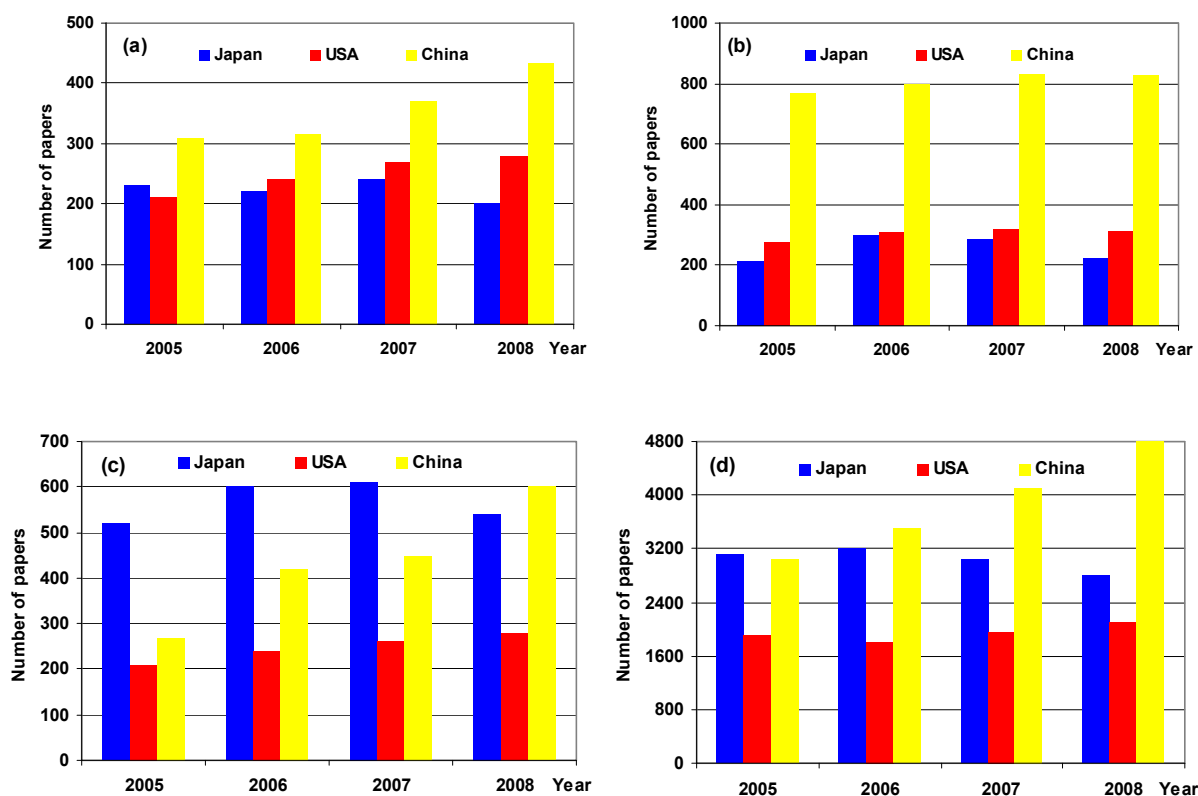 (a)
Japan USA China
Number of papers
500
400
300
200
100
0
2005 2006 2007 2008 Year
(b)
Japan USA China
Number of papers
1000
800
600
400
200
0
2005 2006 2007 2008 Year
(c)
Japan USA China
Number of papers
700
600
500
400
300
200
100
0
2005 2006 2007 2008 Year
(d)
Japan USA China
Number of papers
4800
4000
3200
2400
1600
800
0
2005 2006 2007 2008 Year